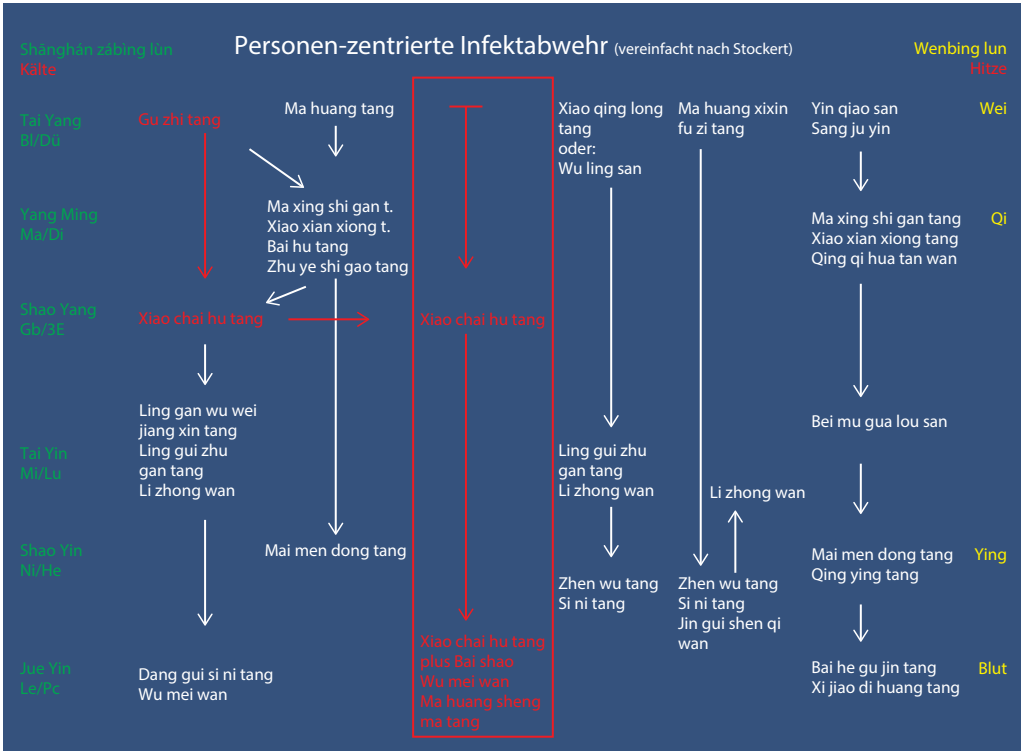 Personen-zentrierte Infektabwehr (vereinfacht nach Stockert)
Shānghán zábìng lùn
Kälte
Wenbing lun
Hitze
Tai Yang
Bl/Dü
Gu zhi tang
Ma huang tang
Xiao qing long
tang
oder:
Wu ling san
Ma huang xixin
fu zi tang
Yin qiao san
Sang ju yin
Wei
Yang Ming
Ma/Di
Ma xing shi gan t.
Xiao xian xiong t.
Bai hu tang
Zhu ye shi gao tang
Ma xing shi gan tang
Xiao xian xiong tang
Qing qi hua tan wan
Qi
Shao Yang
Gb/3E
Xiao chai hu tang
Xiao chai hu tang
Tai Yin
Mi/Lu
Ling gan wu wei
jiang xin tang
Ling gui zhu
gan tang
Li zhong wan
Ling gui zhu
gan tang
Li zhong wan
Li zhong wan
Bei mu gua lou san
Shao Yin
Ni/He
Mai men dong tang
Zhen wu tang
Si ni tang
Zhen wu tang
Si ni tang
Jin gui shen qi
wan
Mai men dong tang
Qing ying tang
Ying
Jue Yin
Le/Pc
Dang gui si ni tang
Wu mei wan
Xiao chai hu tang
plus Bai shao
Wu mei wan
Ma huang sheng
ma tang
Bai he gu jin tang
Xi jiao di huang tang
Blut